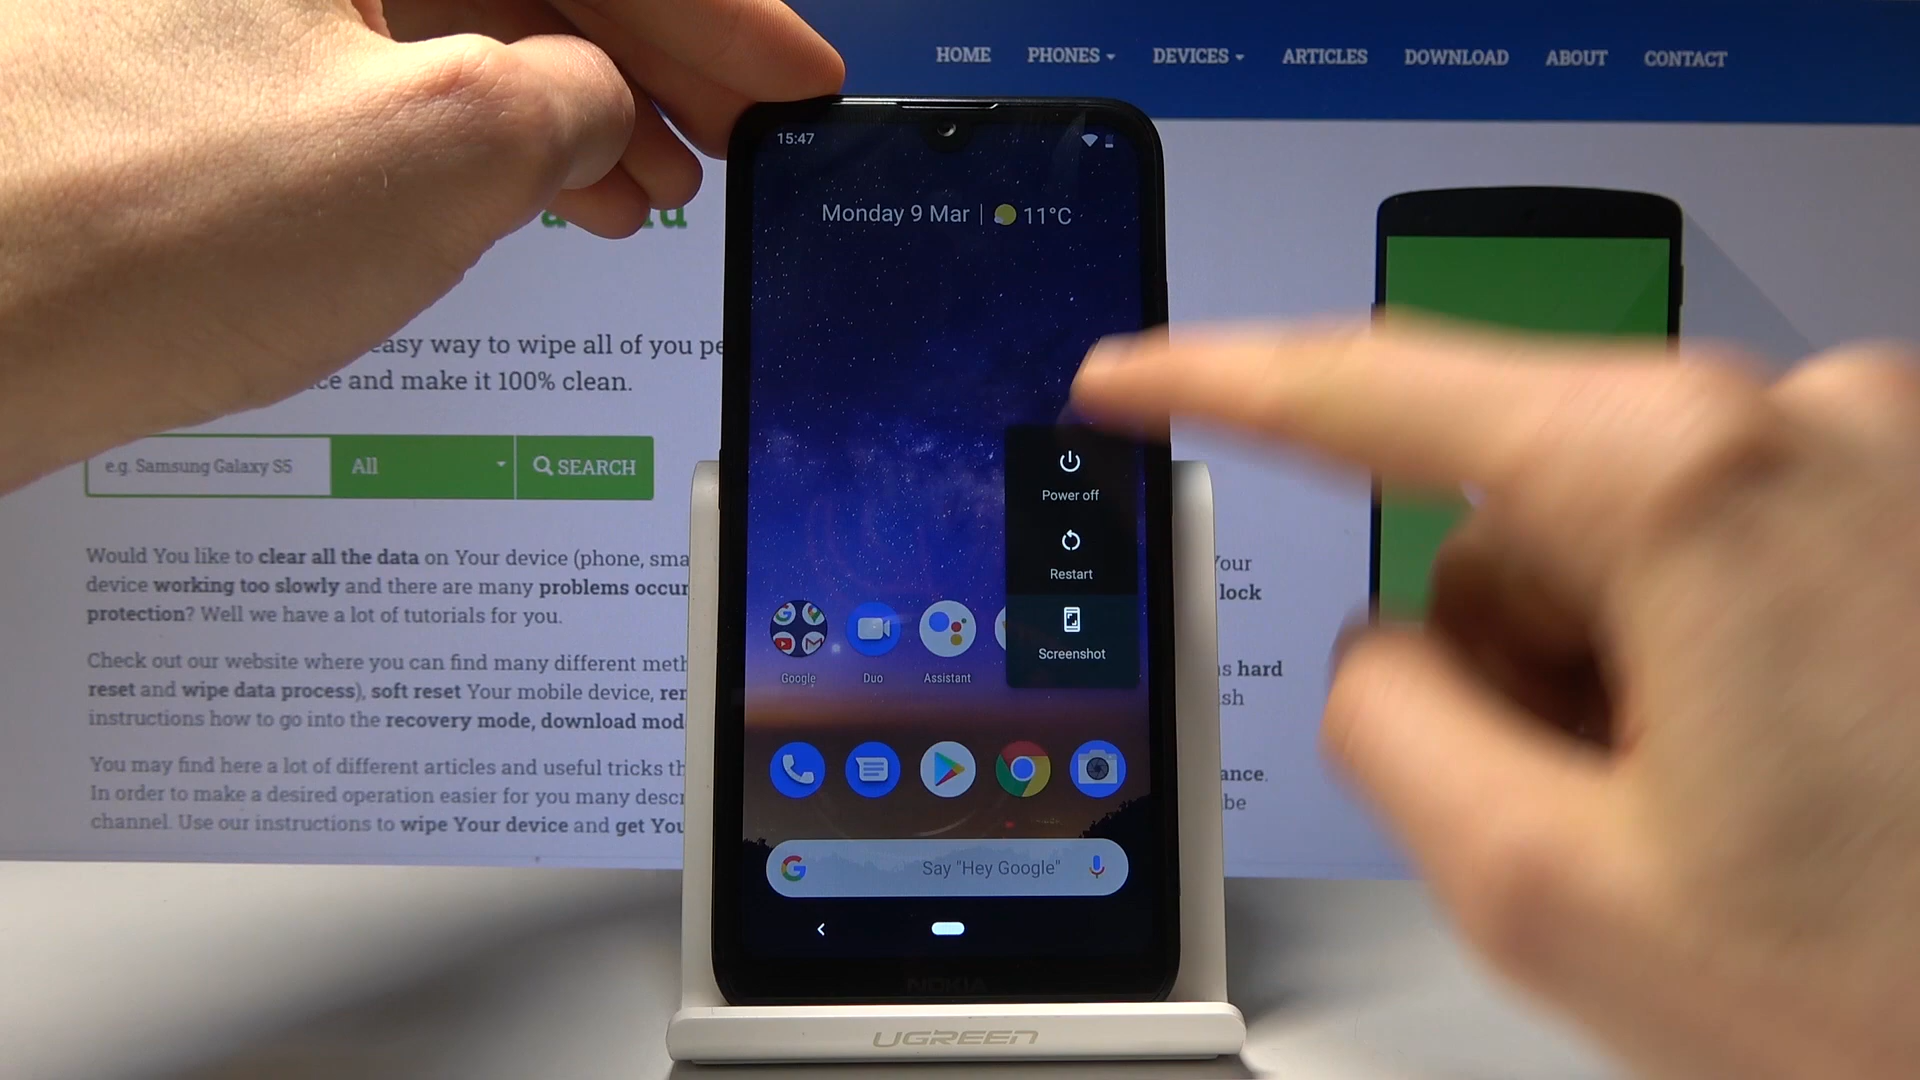 HOME PHONES DEVICES ARTICLES DOWNLOAD ABOUT CONTACT
easy way to wipe all of you
and make it 100% clean.
e.g. Samsung Galaxy S5 All SEARCH
Would You like to clear all the data on Your device (phone,
device working too slowly and there are many problems
protection? Well we have a lot of tutorials for you.
Check out our website where you can find many different
reset and wipe data process), soft reset Your mobile device,
instructions how to go into the recovery mode, download
You may find here a lot of different articles and useful tricks
In order to make a desired operation easier for you many
channel. Use our instructions to wipe Your device and get
lock
hard
15:47
Monday 9 Mar | 11°C
Power off
Restart
Screenshot
Google Duo Assistant
Say "Hey Google"
NOKIA
UGREEN